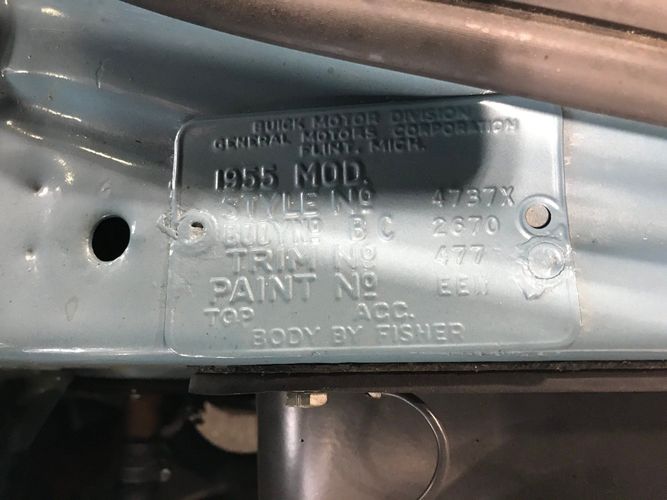 BUICK MOTOR DIVISION
GENERAL MOTORS CORPORATION
FLINT, MICH.
1955 MOD.
STYLE Nº 4737X
BODY Nº BC 2670
TRIM Nº 477
PAINT Nº
TOP ACC.
BODY BY FISHER